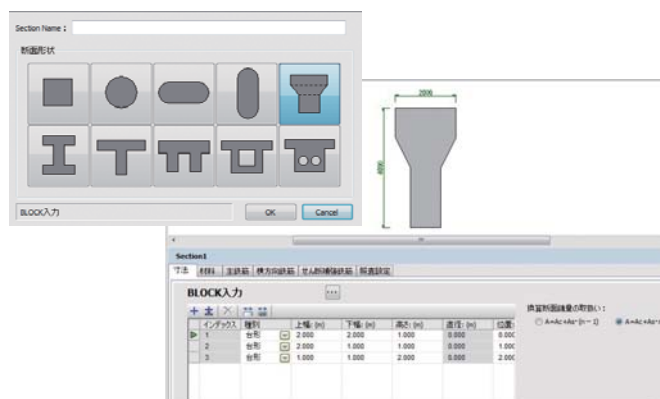 Section Name :
断面形状
BLOCK入力
OK
Cancel
2000
4000
Section1
寸法 材料 主鉄筋 横方向鉄筋 せん断補強鉄筋 照査設定
BLOCK入力
換算断面諸量の取扱い:
A=Ac+As・(n-1)
インデックス 種別 上幅: (m) 下幅: (m) 高さ: (m) 直径: (m) 位置:
1 台形 2.000 2.000 1.000 0.000 0.000
2 台形 2.000 1.000 1.000 0.000 1.000
3 台形 1.000 1.000 2.000 0.000 2.000